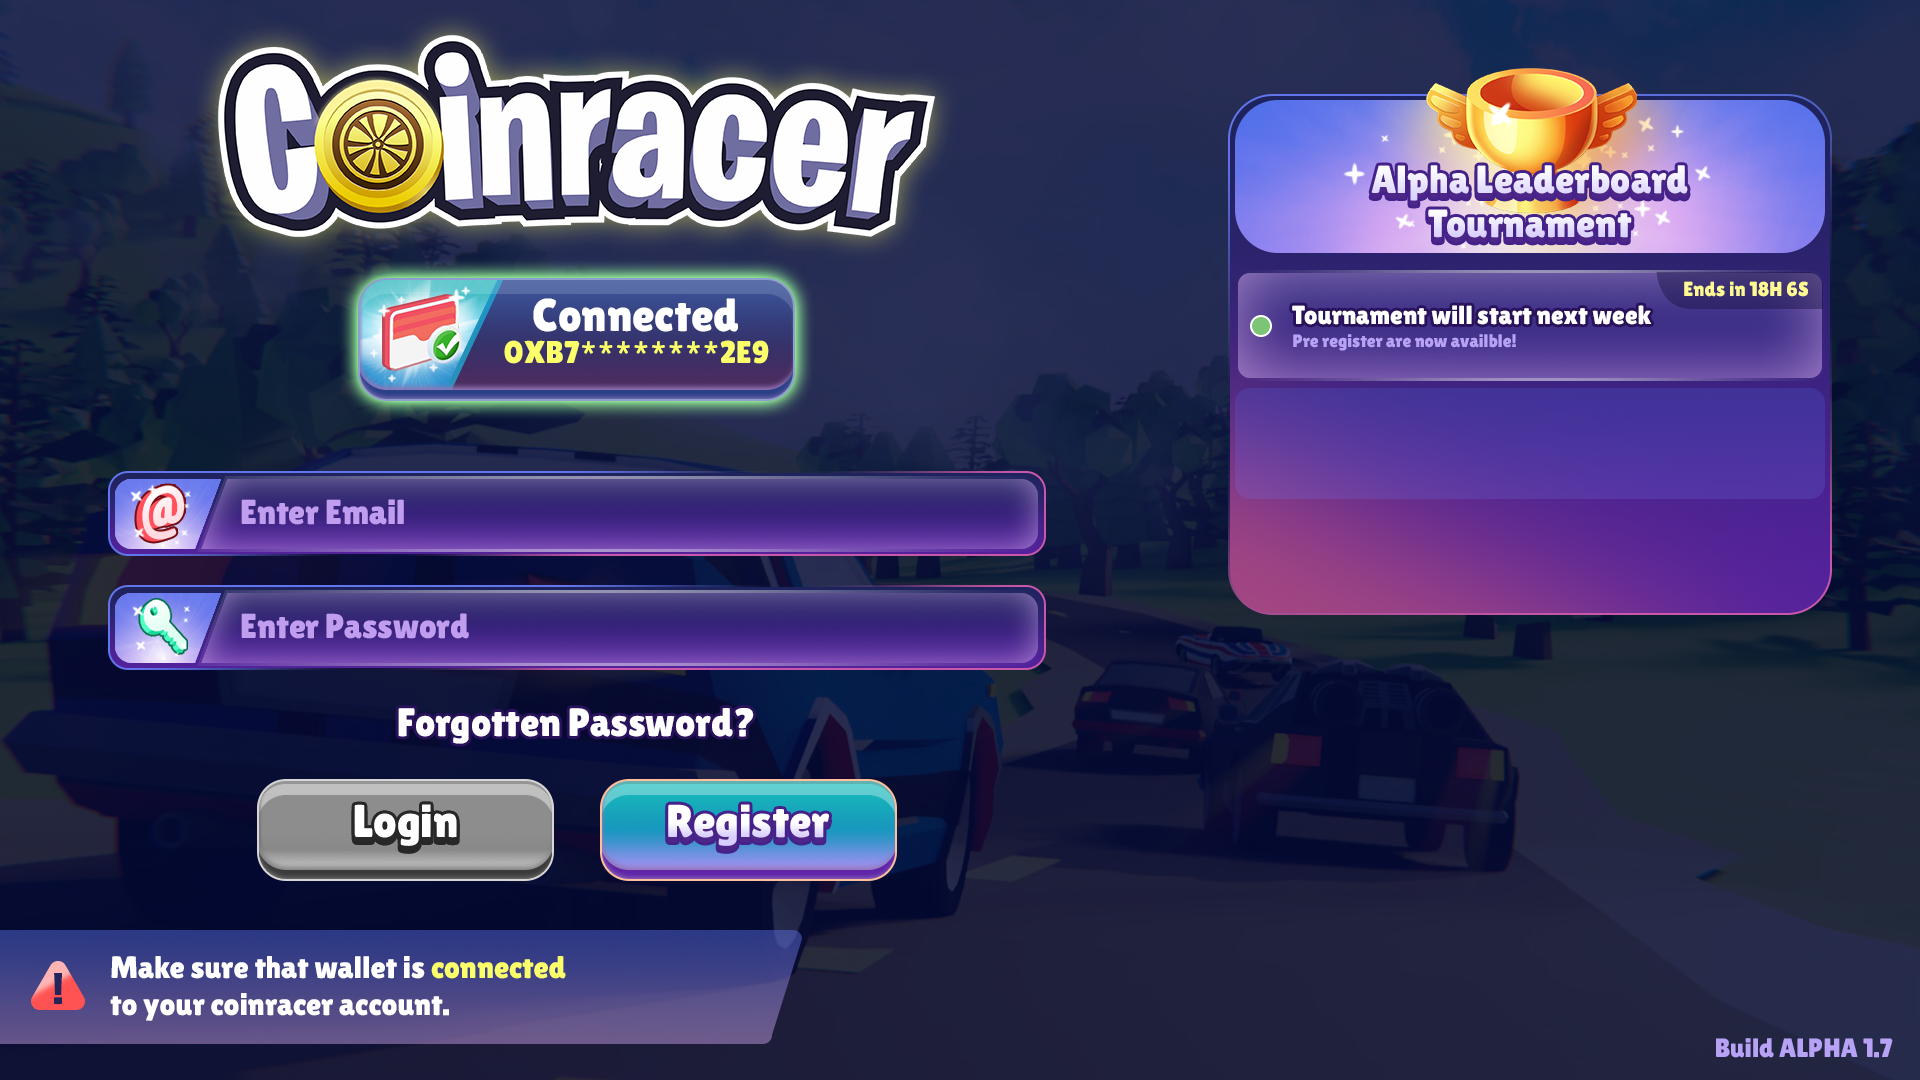 Coinracer
Connected
0XB7********2E9
Enter Email
Enter Password
Forgotten Password?
Login
Register
Make sure that wallet is connected
to your coinracer account.
Alpha Leaderboard
Tournament
Ends in 18H 6S
Tournament will start next week
Pre register are now availble!
Build ALPHA 1.7